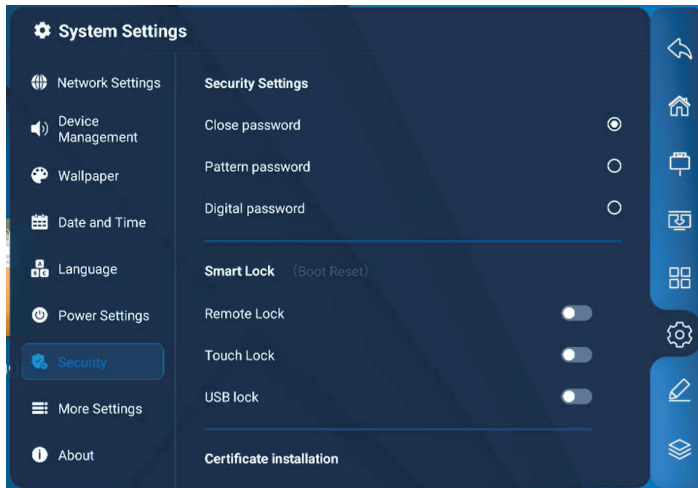 System Settings
Network Settings
Device
Management
Wallpaper
Date and Time
Language
Power Settings
Security
More Settings
About
Security Settings
Close password
Pattern password
Digital password
Smart Lock (Boot Reset)
Remote Lock
Touch Lock
USB lock
Certificate installation